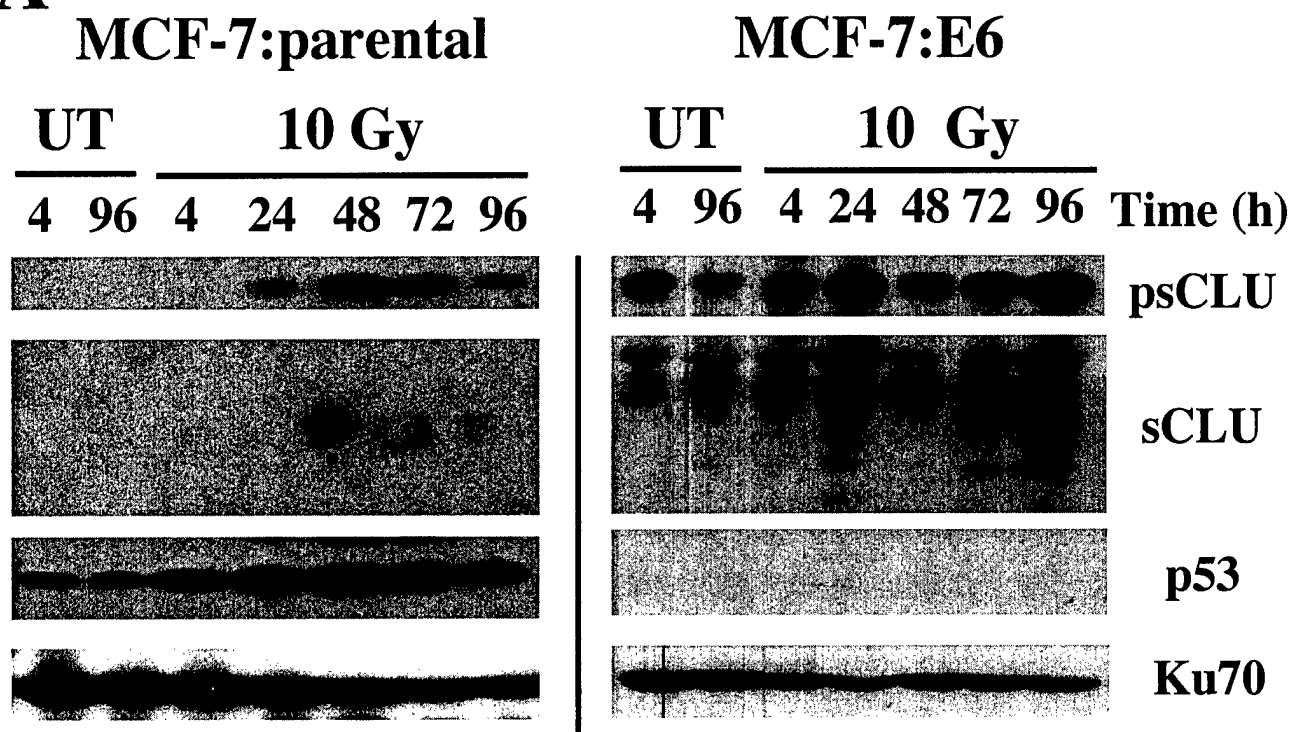 A
MCF-7:parental MCF-7:E6
UT 10 Gy UT 10 Gy
4 96 4 24 48 72 96 4 96 4 24 48 72 96 Time (h)
psCLU
sCLU
p53
Ku70